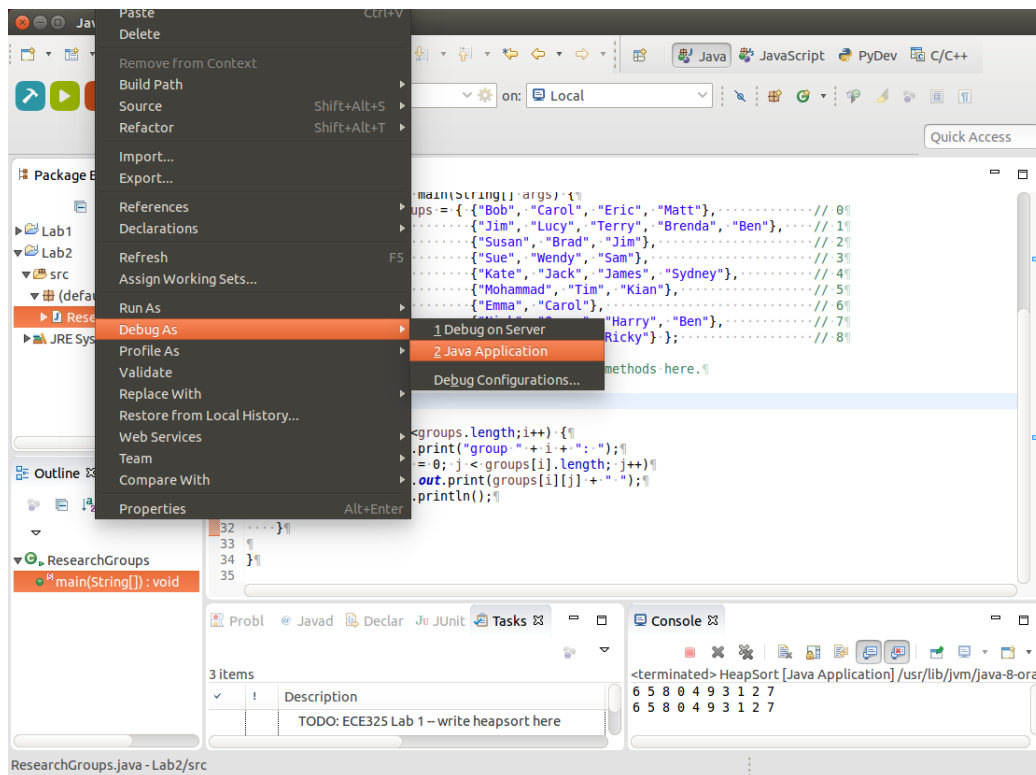 Jav
Paste Ctrl+V
Delete
Remove from Context
Build Path
Source Shift+Alt+S
Refactor Shift+Alt+T
Import...
Export...
References
Declarations
Refresh F5
Assign Working Sets...
Run As
Debug As
Profile As
Validate
Replace With
Restore from Local History...
Web Services
Team
Compare With
Properties Alt+Enter
1 Debug on Server
2 Java Application
Debug Configurations...
Java JavaScript PyDev C/C++
on: Local
Quick Access
Package E
Lab1
Lab2
src
(defau
Rese
JRE Sys
main(String[] args) {
ups = { {"Bob", "Carol", "Eric", "Matt"}, // 0
{"Jim", "Lucy", "Terry", "Brenda", "Ben"}, // 1
{"Susan", "Brad", "Jim"}, // 2
{"Sue", "Wendy", "Sam"}, // 3
{"Kate", "Jack", "James", "Sydney"}, // 4
{"Mohammad", "Tim", "Kian"}, // 5
{"Emma", "Carol"}, // 6
"Harry", "Ben"}, // 7
Ricky"} }; // 8
methods here.
<groups.length;i++) {
.print("group " + i + ": ");
= 0; j < groups[i].length; j++)
.out.print(groups[i][j] + " ");
.println();
32 }
33
34 }
35
Outline
ResearchGroups
main(String[]) : void
Probl Javad Declar JUnit Tasks
3 items
! Description
TODO: ECE325 Lab 1 -- write heapsort here
Console
<terminated> HeapSort [Java Application] /usr/lib/jvm/java-8-ora
6 5 8 0 4 9 3 1 2 7
6 5 8 0 4 9 3 1 2 7
ResearchGroups.java - Lab2/src